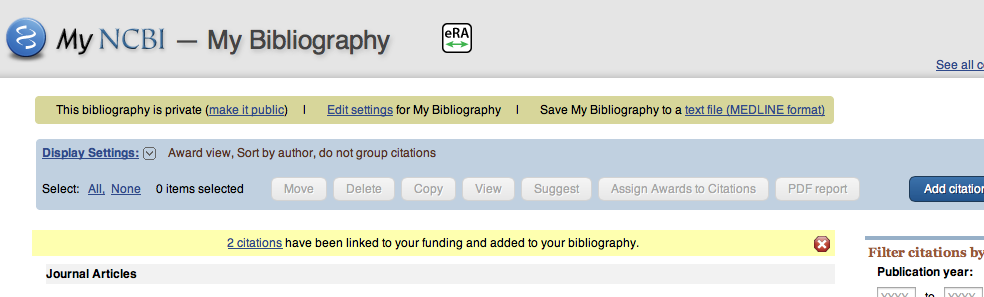 My NCBI — My Bibliography
eRA
See all
This bibliography is private (make it public) | Edit settings for My Bibliography | Save My Bibliography to a text file (MEDLINE format)
Display Settings: Award view, Sort by author, do not group citations
Select: All, None 0 items selected Move Delete Copy View Suggest Assign Awards to Citations PDF report Add citation
2 citations have been linked to your funding and added to your bibliography.
Filter citations by
Journal Articles
Publication year:
YYYY to YYYY